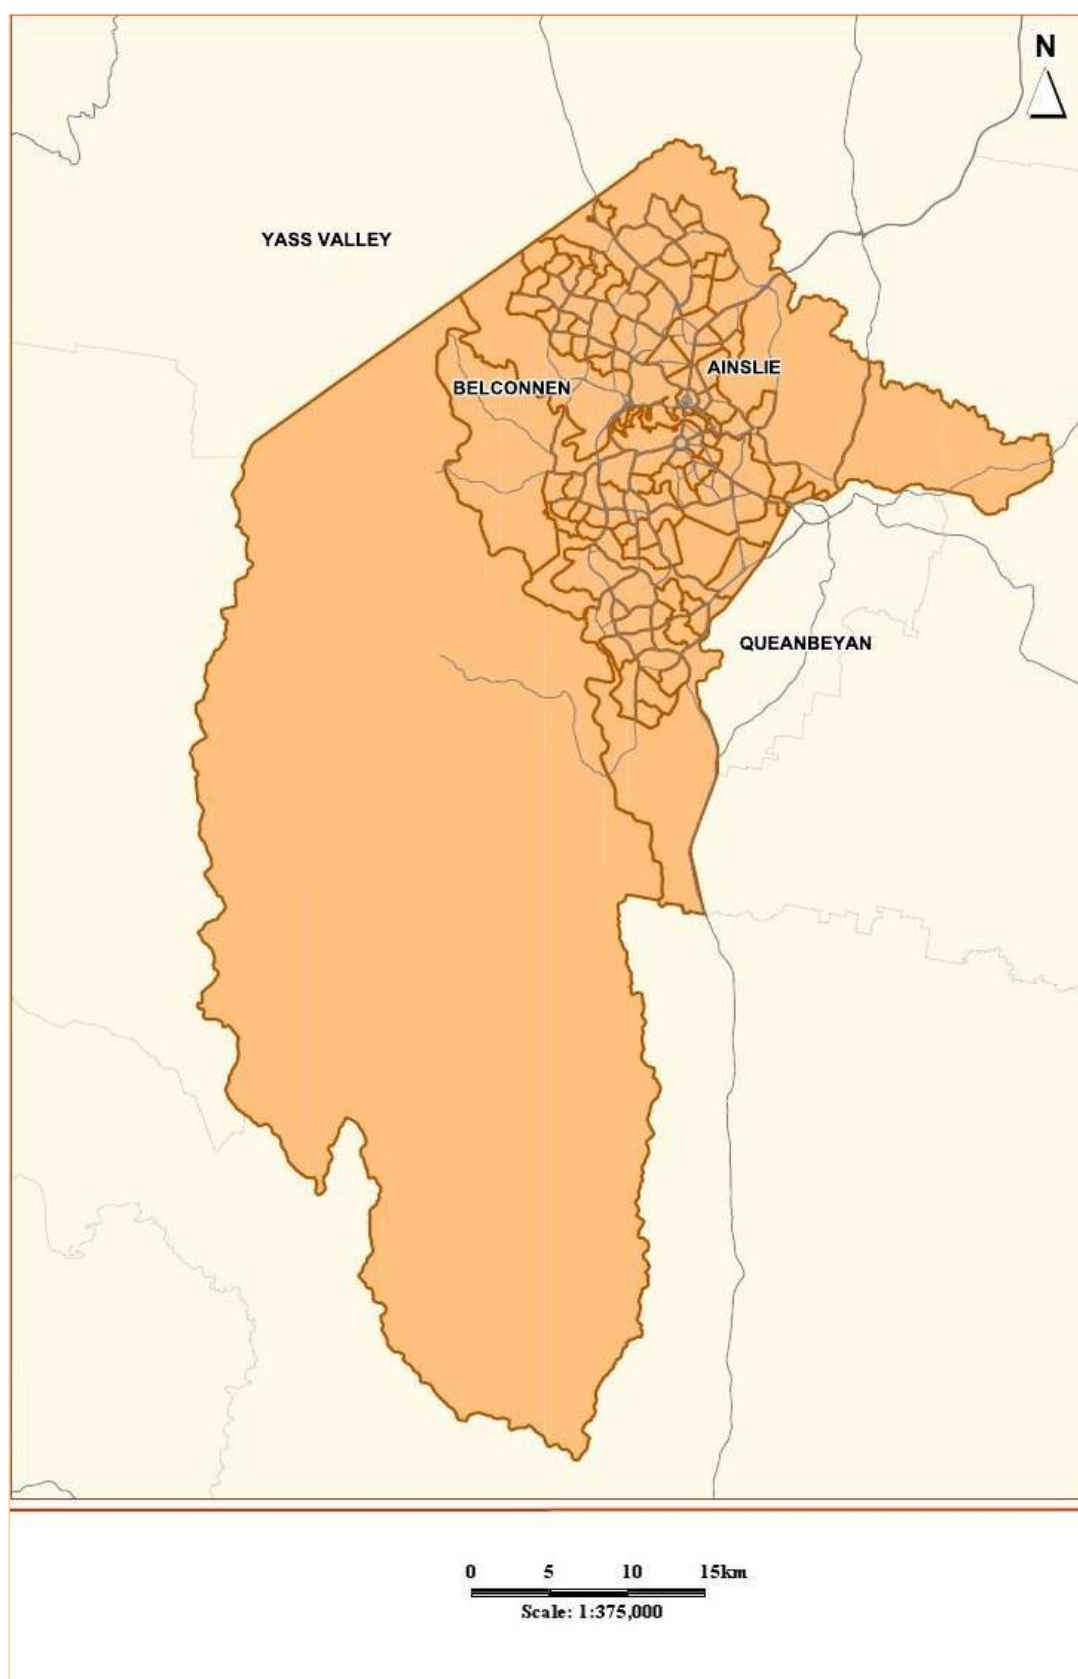 N
YASS VALLEY
AINSLIE
BELCONNEN
QUEANBEYAN
0 5 10 15km
Scale: 1:375,000